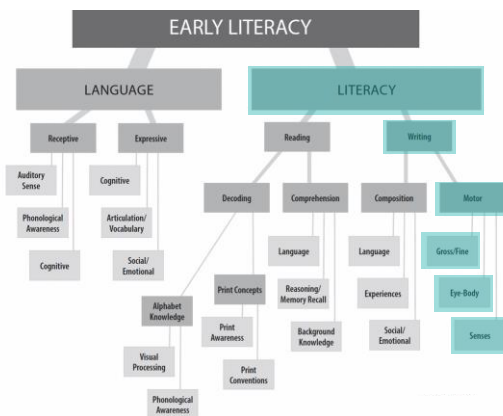 EARLY LITERACY
LANGUAGE
LITERACY
Receptive
Expressive
Reading
Writing
Auditory
Sense
Cognitive
Decoding
Comprehension
Composition
Motor
Phonological
Awareness
Articulation/
Vocabulary
Language
Language
Gross/Fine
Cognitive
Social/
Emotional
Alphabet
Knowledge
Print Concepts
Reasoning/
Memory Recall
Experiences
Eye-Body
Print
Awareness
Background
Knowledge
Social/
Emotional
Senses
Visual
Processing
Print
Conventions
Phonological
Awareness